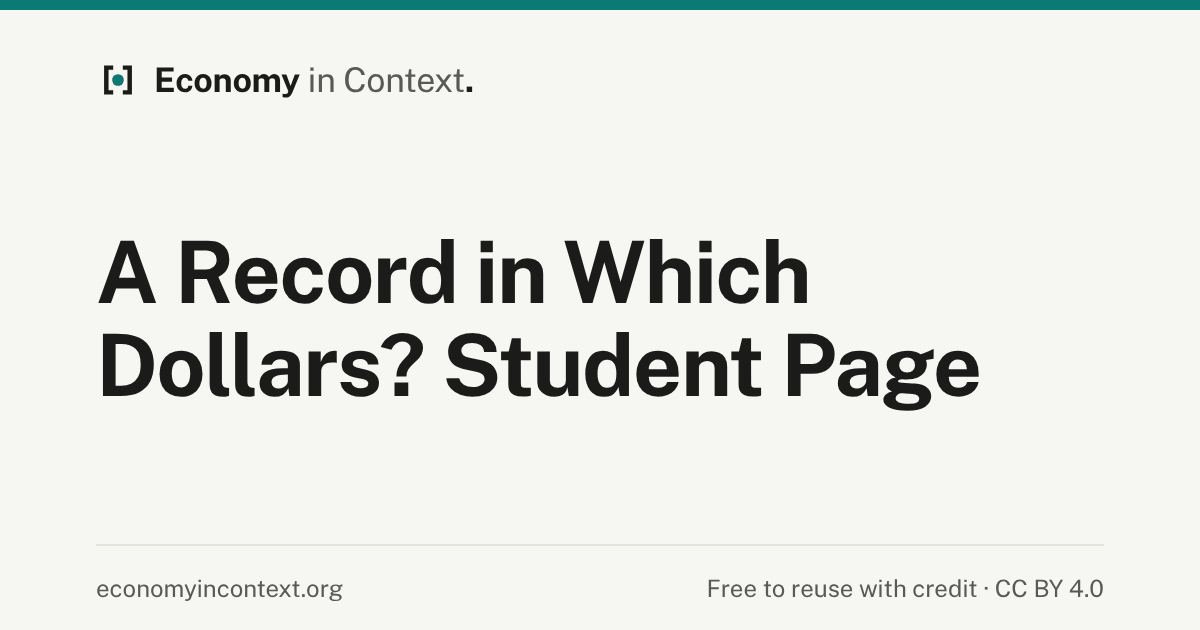 Economy in Context.
A Record in Which
Dollars? Student Page
economyincontext.org
Free to reuse with credit · CC BY 4.0